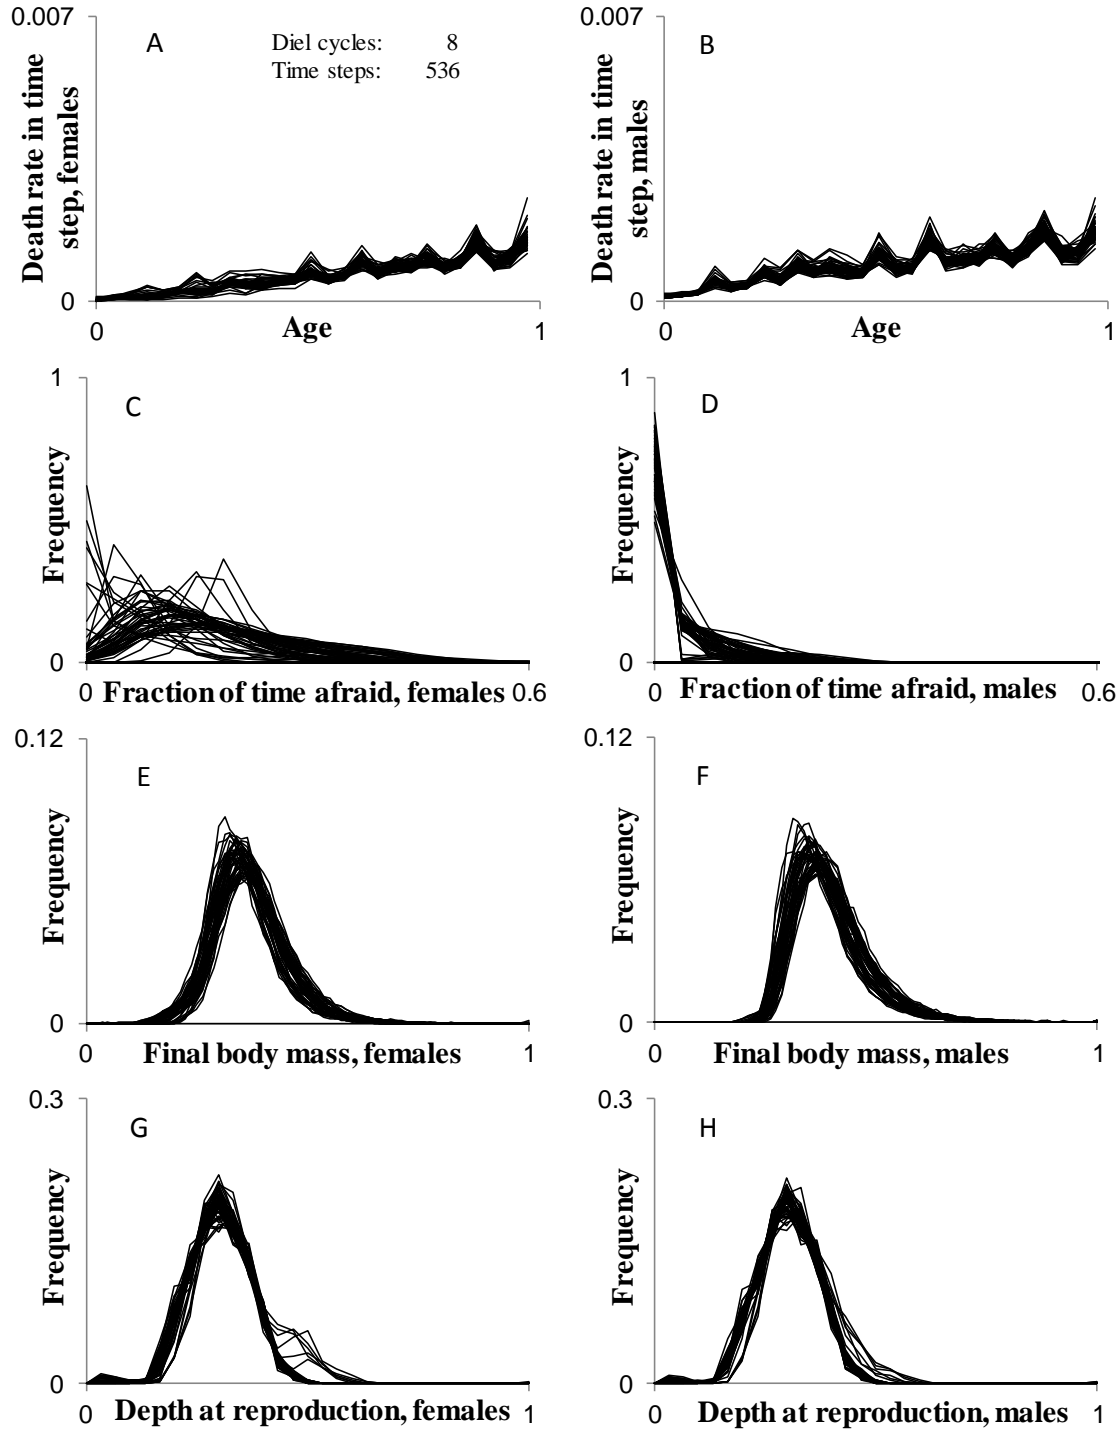 0.007
A
Diel cycles: 8
Time steps: 536
Death rate in time
step, females
0
0
Age
1
0.007
B
Death rate in time
step, males
0
0
Age
1
1
C
Frequency
0
0
Fraction of time afraid, females
0.6
1
D
Frequency
0
0
Fraction of time afraid, males
0.6
0.12
E
Frequency
0
0
Final body mass, females
1
0.12
F
Frequency
0
0
Final body mass, males
1
0.3
G
Frequency
0
0
Depth at reproduction, females
1
0.3
H
Frequency
0
0
Depth at reproduction, males
1